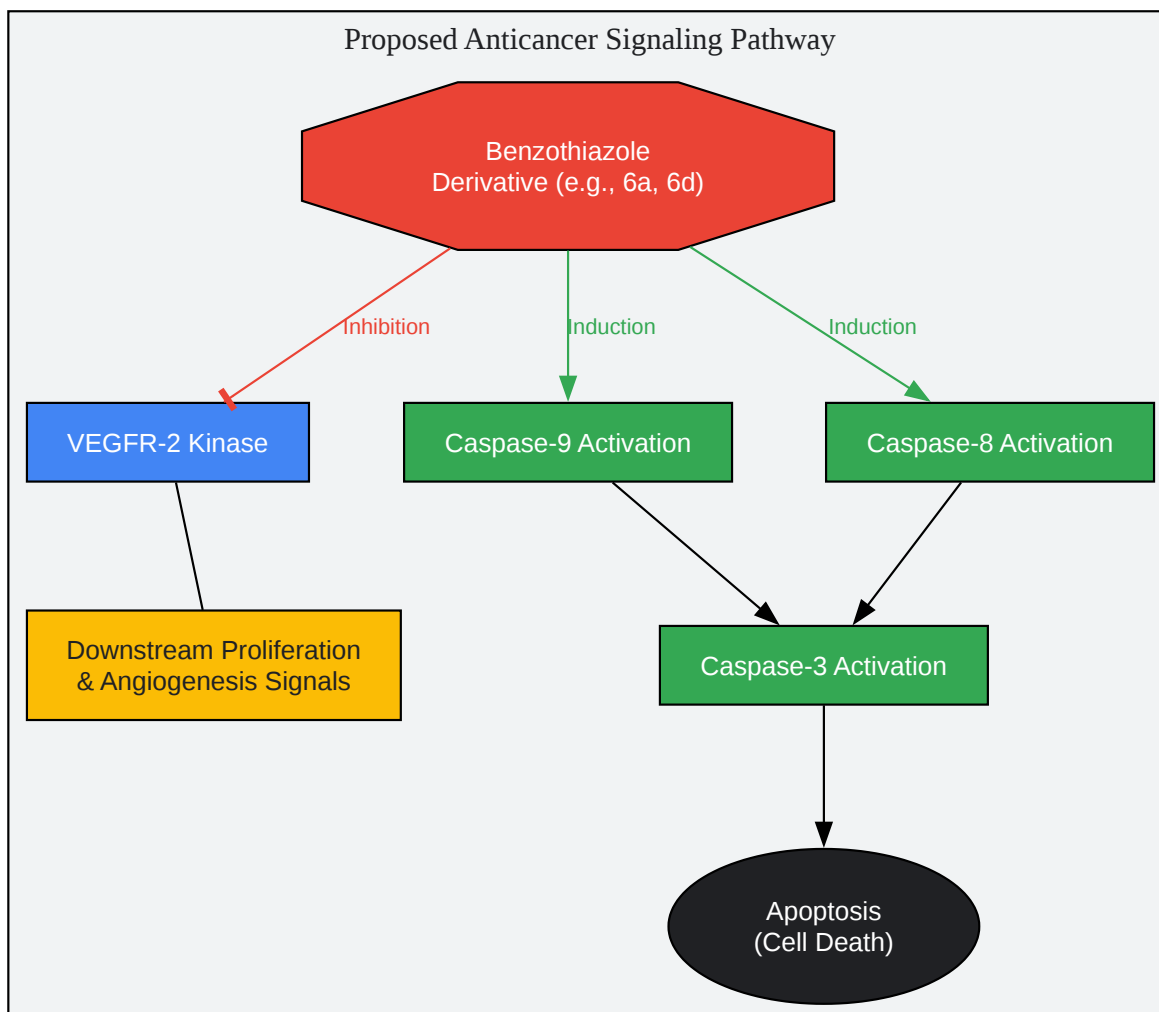 Proposed Anticancer Signaling Pathway
Benzothiazole
Derivative (e.g., 6a, 6d)
Inhibition
Induction
Induction
VEGFR-2 Kinase
Caspase-9 Activation
Caspase-8 Activation
Downstream Proliferation
& Angiogenesis Signals
Caspase-3 Activation
Apoptosis
(Cell Death)